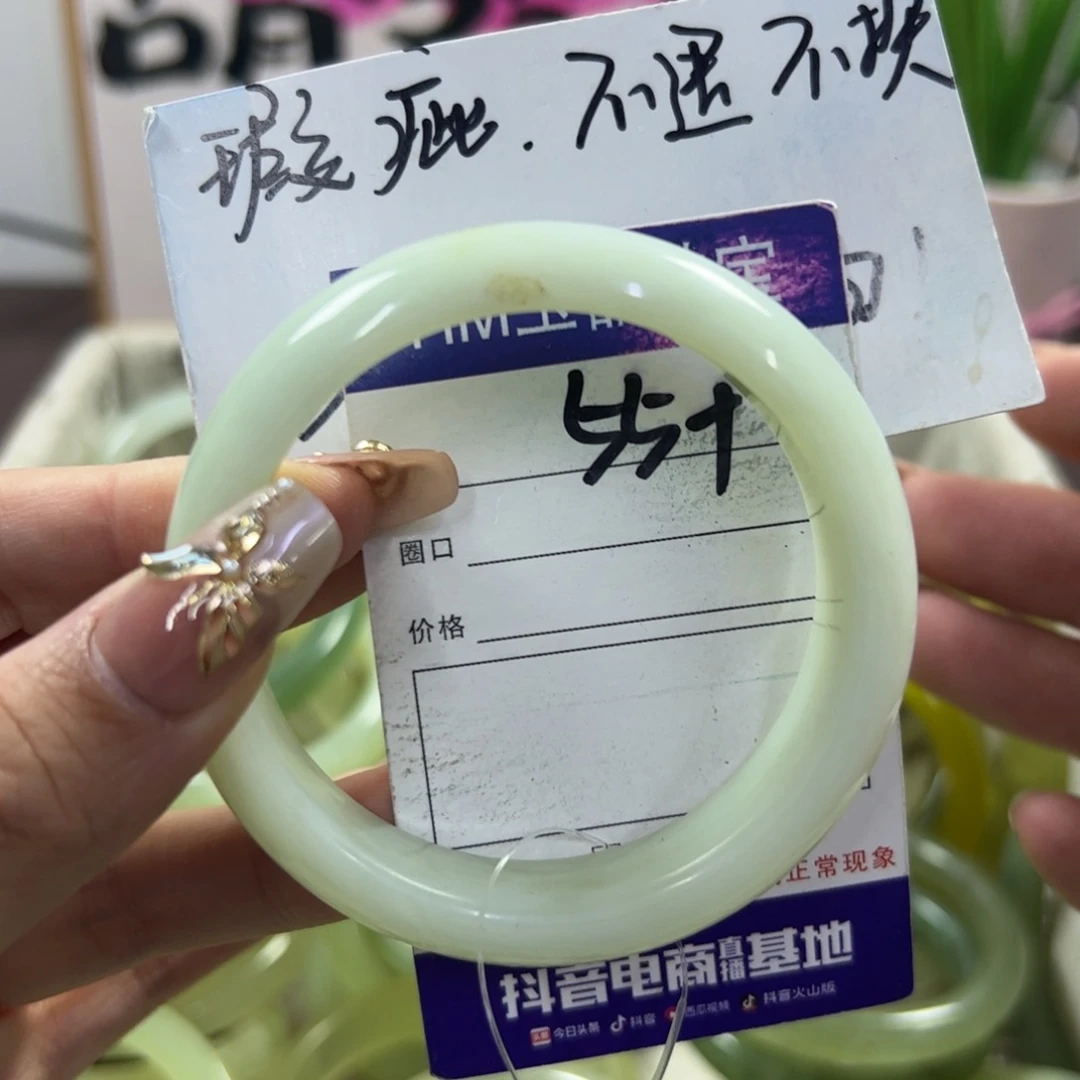 瑕疵.不退不换
圈口
价格
正常现象
抖音电商直播基地
今日头条 抖音 西瓜视频 抖音火山版